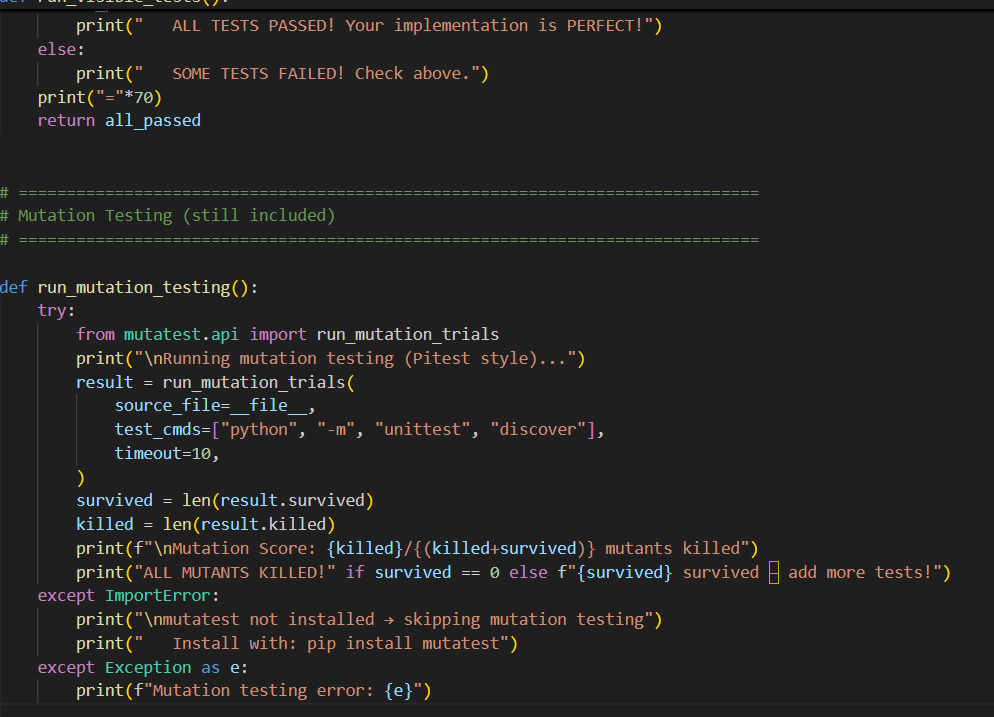 def run_visible_tests():
        print("   ALL TESTS PASSED! Your implementation is PERFECT!")
    else:
        print("   SOME TESTS FAILED! Check above.")
    print("="*70)
    return all_passed
# =============================================================================
# Mutation Testing (still included)
# =============================================================================
def run_mutation_testing():
    try:
        from mutatest.api import run_mutation_trials
        print("\nRunning mutation testing (Pitest style)...")
        result = run_mutation_trials(
            source_file=__file__,
            test_cmds=["python", "-m", "unittest", "discover"],
            timeout=10,
        )
        survived = len(result.survived)
        killed = len(result.killed)
        print(f"\nMutation Score: {killed}/{(killed+survived)} mutants killed")
        print("ALL MUTANTS KILLED!" if survived == 0 else f"{survived} survived – add more tests!")
    except ImportError:
        print("\nmutatest not installed → skipping mutation testing")
        print("   Install with: pip install mutatest")
    except Exception as e:
        print(f"Mutation testing error: {e}")